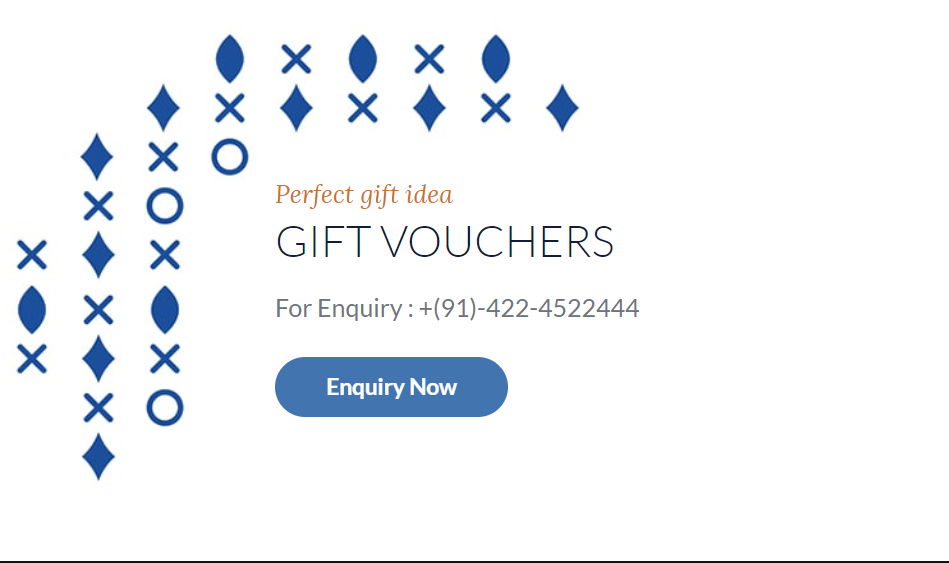 Perfect gift idea
GIFT VOUCHERS
For Enquiry : +(91)-422-4522444
Enquiry Now